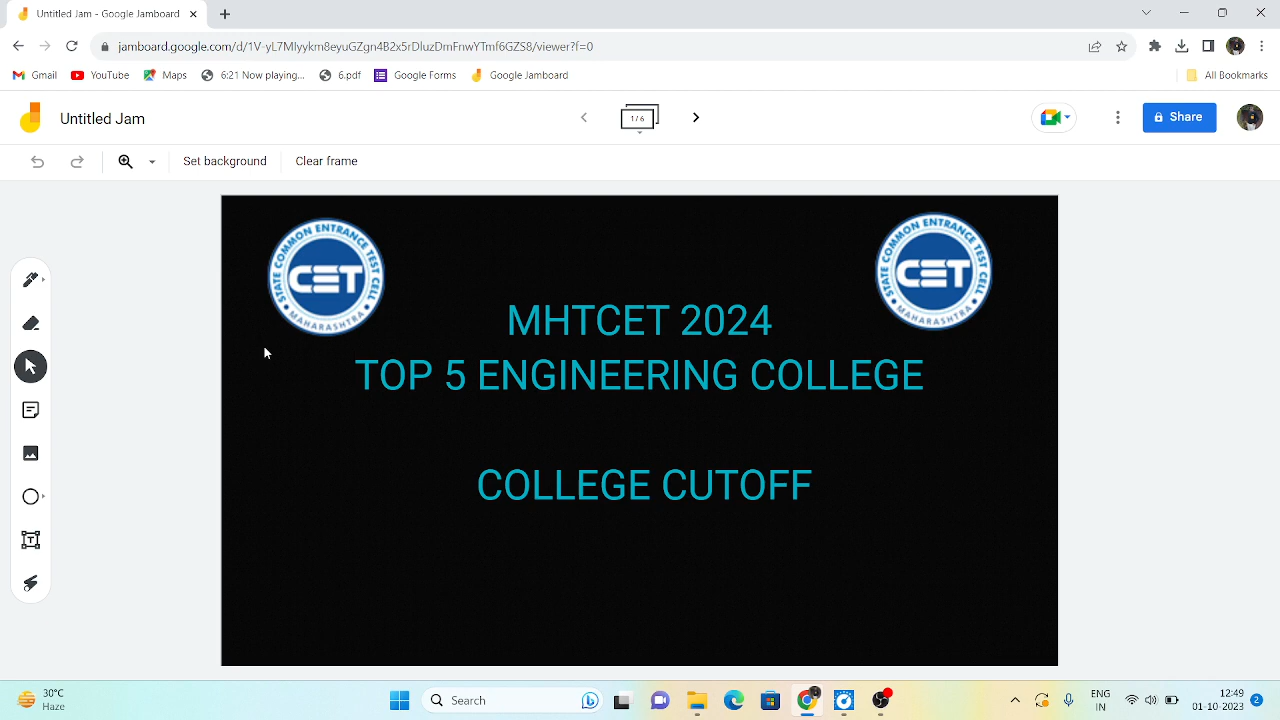 Untitled Jam - Google Jamboard
jamboard.google.com/d/1V-yL7MIyykm8eyuGZgn4B2x5rDluzDmFnwYTmf6GZS8/viewer?f=0
Gmail
YouTube
Maps
6:21 Now playing...
6.pdf
Google Forms
Google Jamboard
All Bookmarks
Untitled Jam
1 / 6
Share
Set background
Clear frame
STATE COMMON ENTRANCE TEST CELL
CET
MAHARASHTRA
STATE COMMON ENTRANCE TEST CELL
CET
MAHARASHTRA
MHTCET 2024
TOP 5 ENGINEERING COLLEGE
COLLEGE CUTOFF
30°C
Haze
Search
ENG
IN
12:49
01-10-2023
2